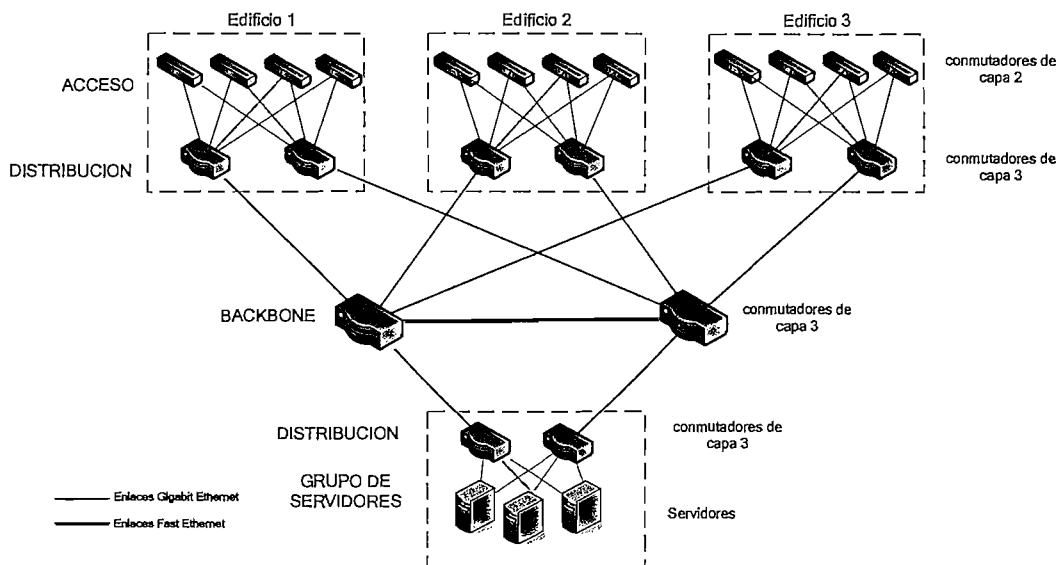 Edificio 1
Edificio 2
Edificio 3
ACCESO
conmutadores de
capa 2
DISTRIBUCION
conmutadores de
capa 3
BACKBONE
conmutadores de
capa 3
DISTRIBUCION
conmutadores de
capa 3
GRUPO DE
SERVIDORES
Servidores
Enlaces Gigabit Ethernet
Enlaces Fast Ethernet